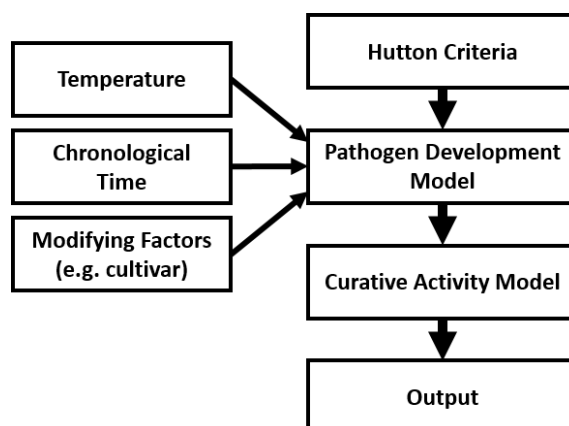 Temperature
Chronological
Time
Modifying Factors
(e.g. cultivar)
Hutton Criteria
Pathogen Development
Model
Curative Activity Model
Output